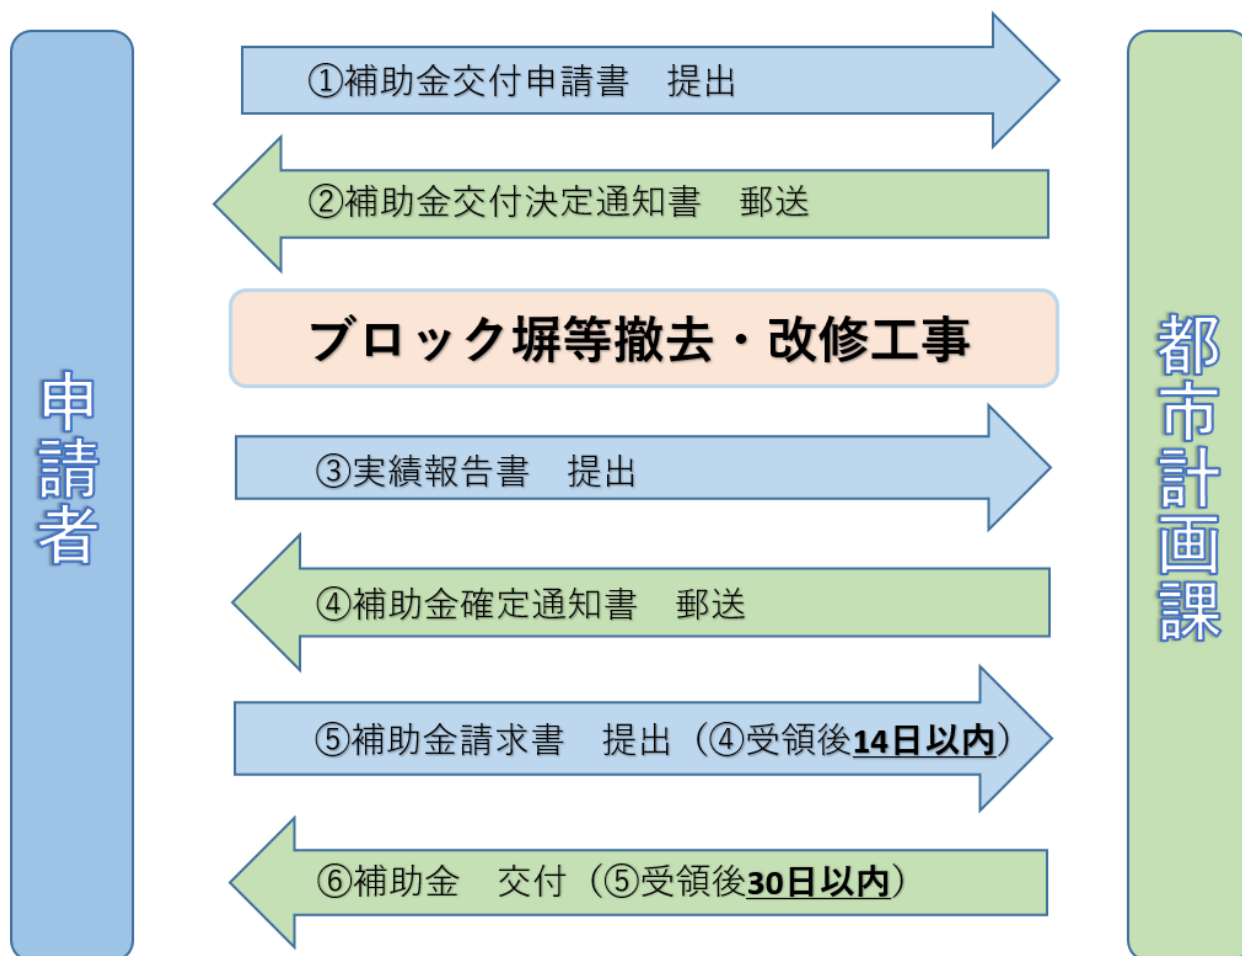 ①補助金交付申請書　提出
②補助金交付決定通知書　郵送
ブロック塀等撤去・改修工事
③実績報告書　提出
④補助金確定通知書　郵送
⑤補助金請求書　提出（④受領後14日以内）
⑥補助金　交付（⑤受領後30日以内）
申請者
都市計画課